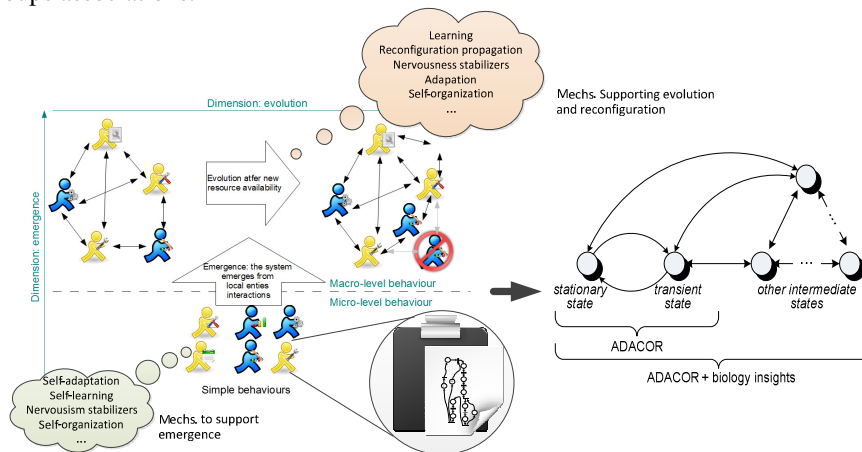 Learning
Reconfiguration propagation
Nervousness stabilizers
Adapation
Self-organization
...
Mechs. Supporting evolution
and reconfiguration
Dimension: evolution
Dimension: emergence
Evolution atfer new
resource availability
Emergence: the system
emerges from
local enties
interactions
Macro-level behaviour
Micro-level behaviour
Simple behaviours
Self-adaptation
Self-learning
Nervousism stabilizers
Self-organization
...
Mechs. to support
emergence
...
...
stationary
state
transient
state
other intermediate
states
ADACOR
ADACOR + biology insights